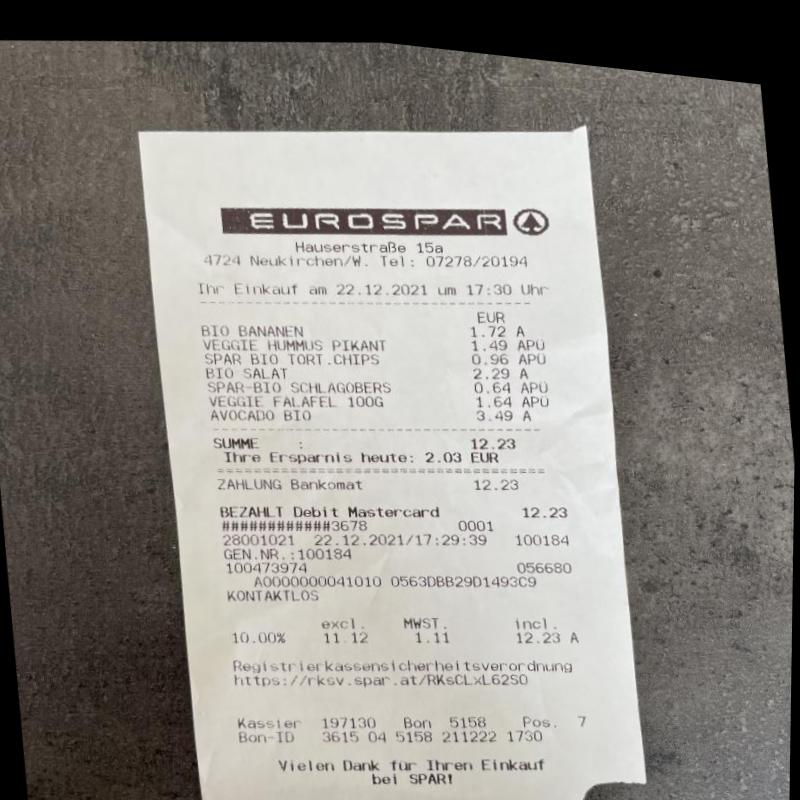 EUROSPAR
Hauserstraße 15a
4724 Neukirchen/W. Tel: 07278/20194
Ihr Einkauf am 22.12.2021 um 17:30 Uhr
EUR
BIO BANANEN 1.72 A
VEGGIE HUMMUS PIKANT 1.49 APÜ
SPAR BIO TORT.CHIPS 0.96 APÜ
BIO SALAT 2.29 A
SPAR-BIO SCHLAGOBERS 0.64 APÜ
VEGGIE FALAFEL 100G 1.64 APÜ
AVOCADO BIO 3.49 A
SUMME : 12.23
Ihre Ersparnis heute: 2.03 EUR
ZAHLUNG Bankomat 12.23
BEZAHLT Debit Mastercard 12.23
############3678 0001
28001021 22.12.2021/17:29:39 100184
GEN.NR.:100184
100473974 056680
A0000000041010 0563DBB29D1493C9
KONTAKTLOS
excl. MWST. incl.
10.00% 11.12 1.11 12.23 A
Registrierkassensicherheitsverordnung
https://rksv.spar.at/RKsCLxL62SO
Kassier 197130 Bon 5158 Pos. 7
Bon-ID 3615 04 5158 211222 1730
Vielen Dank für Ihren Einkauf
bei SPAR!